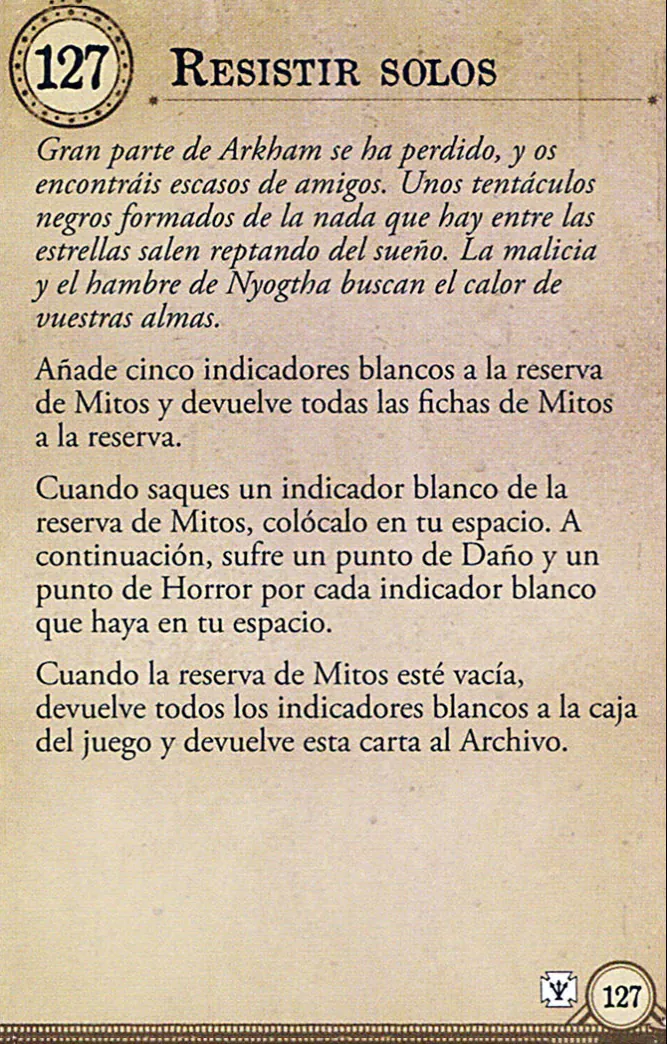 127
RESISTIR SOLOS
Gran parte de Arkham se ha perdido, y os
encontráis escasos de amigos. Unos tentáculos
negros formados de la nada que hay entre las
estrellas salen reptando del sueño. La malicia
y el hambre de Nyogtha buscan el calor de
vuestras almas.
Añade cinco indicadores blancos a la reserva
de Mitos y devuelve todas las fichas de Mitos
a la reserva.
Cuando saques un indicador blanco de la
reserva de Mitos, colócalo en tu espacio. A
continuación, sufre un punto de Daño y un
punto de Horror por cada indicador blanco
que haya en tu espacio.
Cuando la reserva de Mitos esté vacía,
devuelve todos los indicadores blancos a la caja
del juego y devuelve esta carta al Archivo.
127